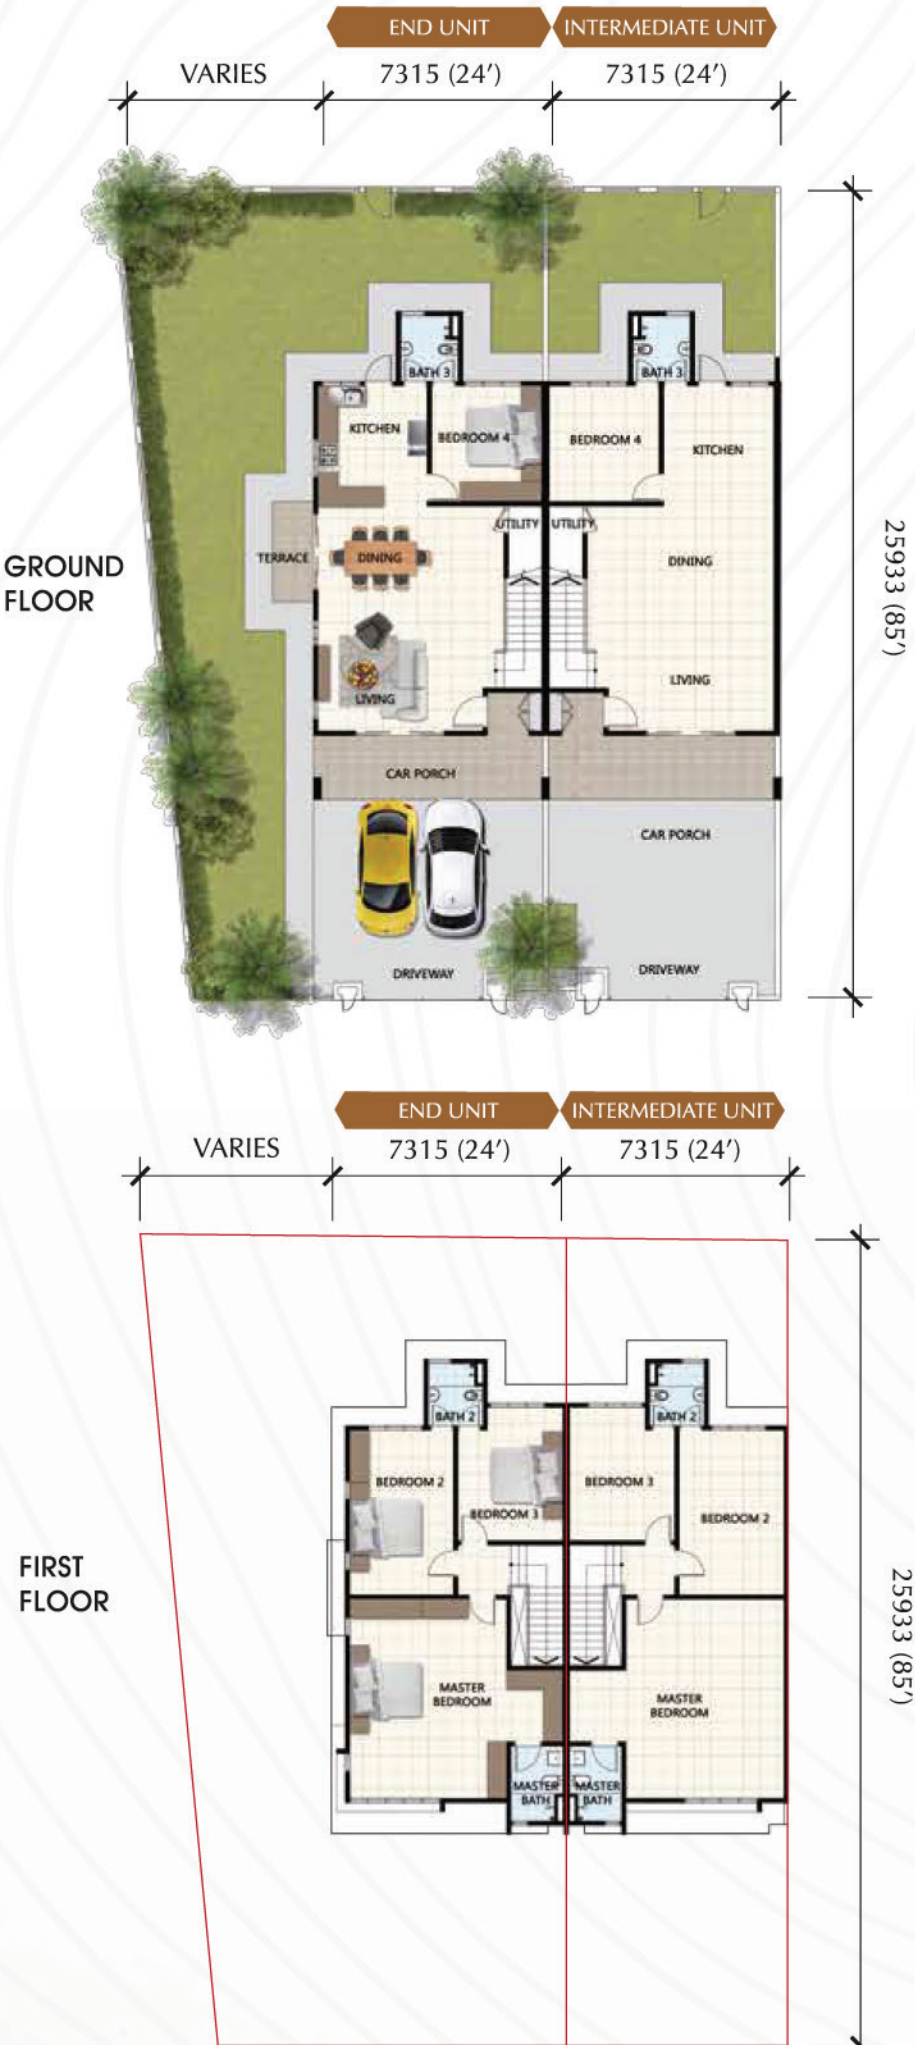 END UNIT
INTERMEDIATE UNIT
VARIES
7315 (24')
7315 (24')
BATH 3
BATH 3
KITCHEN
BEDROOM 4
BEDROOM 4
KITCHEN
UTILITY
UTILITY
25933 (85')
GROUND
FLOOR
TERRACE
DINING
DINING
LIVING
LIVING
CAR PORCH
CAR PORCH
DRIVEWAY
DRIVEWAY
END UNIT
INTERMEDIATE UNIT
VARIES
7315 (24')
7315 (24')
BATH 2
BATH 2
BEDROOM 2
BEDROOM 3
BEDROOM 3
BEDROOM 2
FIRST
FLOOR
25933 (85')
MASTER
BEDROOM
MASTER
BEDROOM
MASTER
BATH
MASTER
BATH